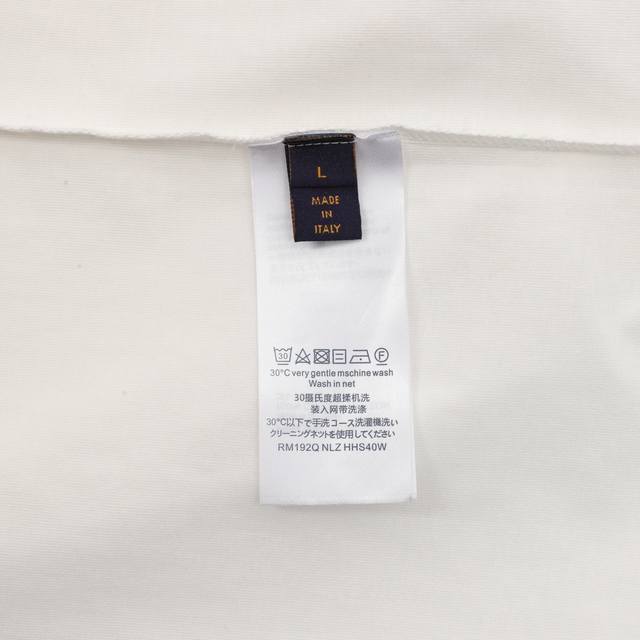 L
MADE
IN
ITALY
30
F
30°C very gentle mschine wash
Wash in net
30摄氏度超揉机洗
装入网带洗涤
30℃以下で手洗コース洗濯機洗い
クリーニングネットを使用してください
RM192Q NLZ HHS40W